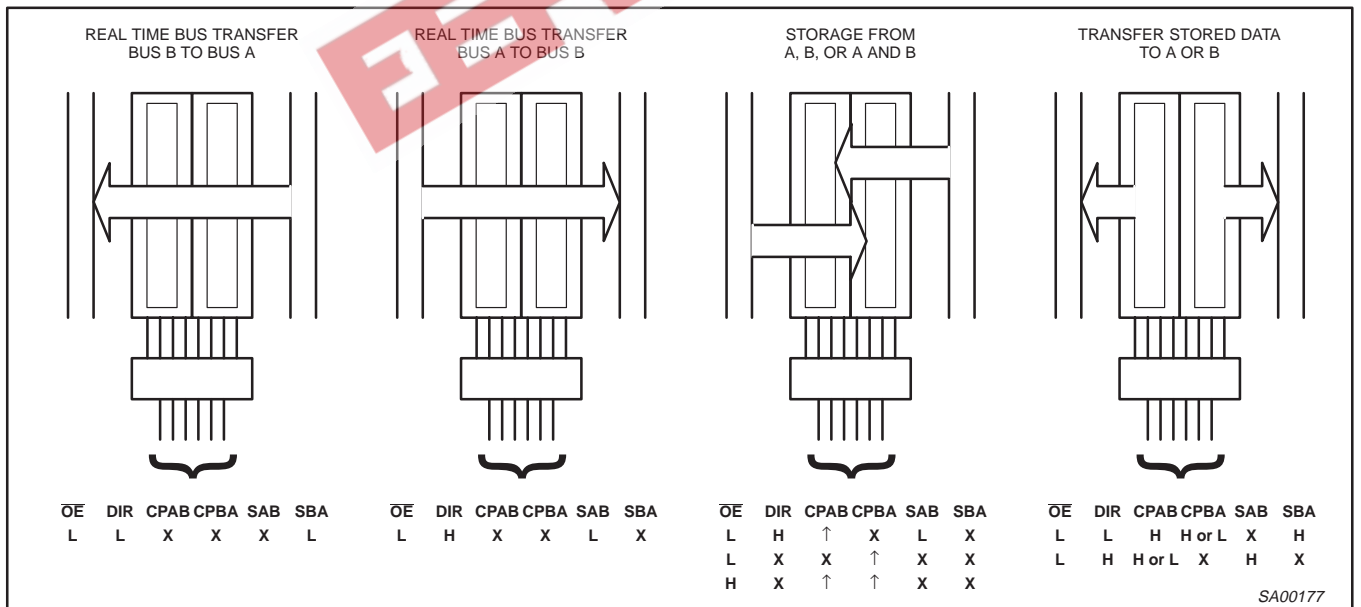 REAL TIME BUS TRANSFER
BUS B TO BUS A
REAL TIME BUS TRANSFER
BUS A TO BUS B
STORAGE FROM
A, B, OR A AND B
TRANSFER STORED DATA
TO A OR B
OE DIR CPAB CPBA SAB SBA
L L X X X L
OE DIR CPAB CPBA SAB SBA
L H X X L X
OE DIR CPAB CPBA SAB SBA
L H ↑ X L X
L X X ↑ X X
H X ↑ ↑ X X
OE DIR CPAB CPBA SAB SBA
L L H H or L X H
L H H or L X H X
SA00177